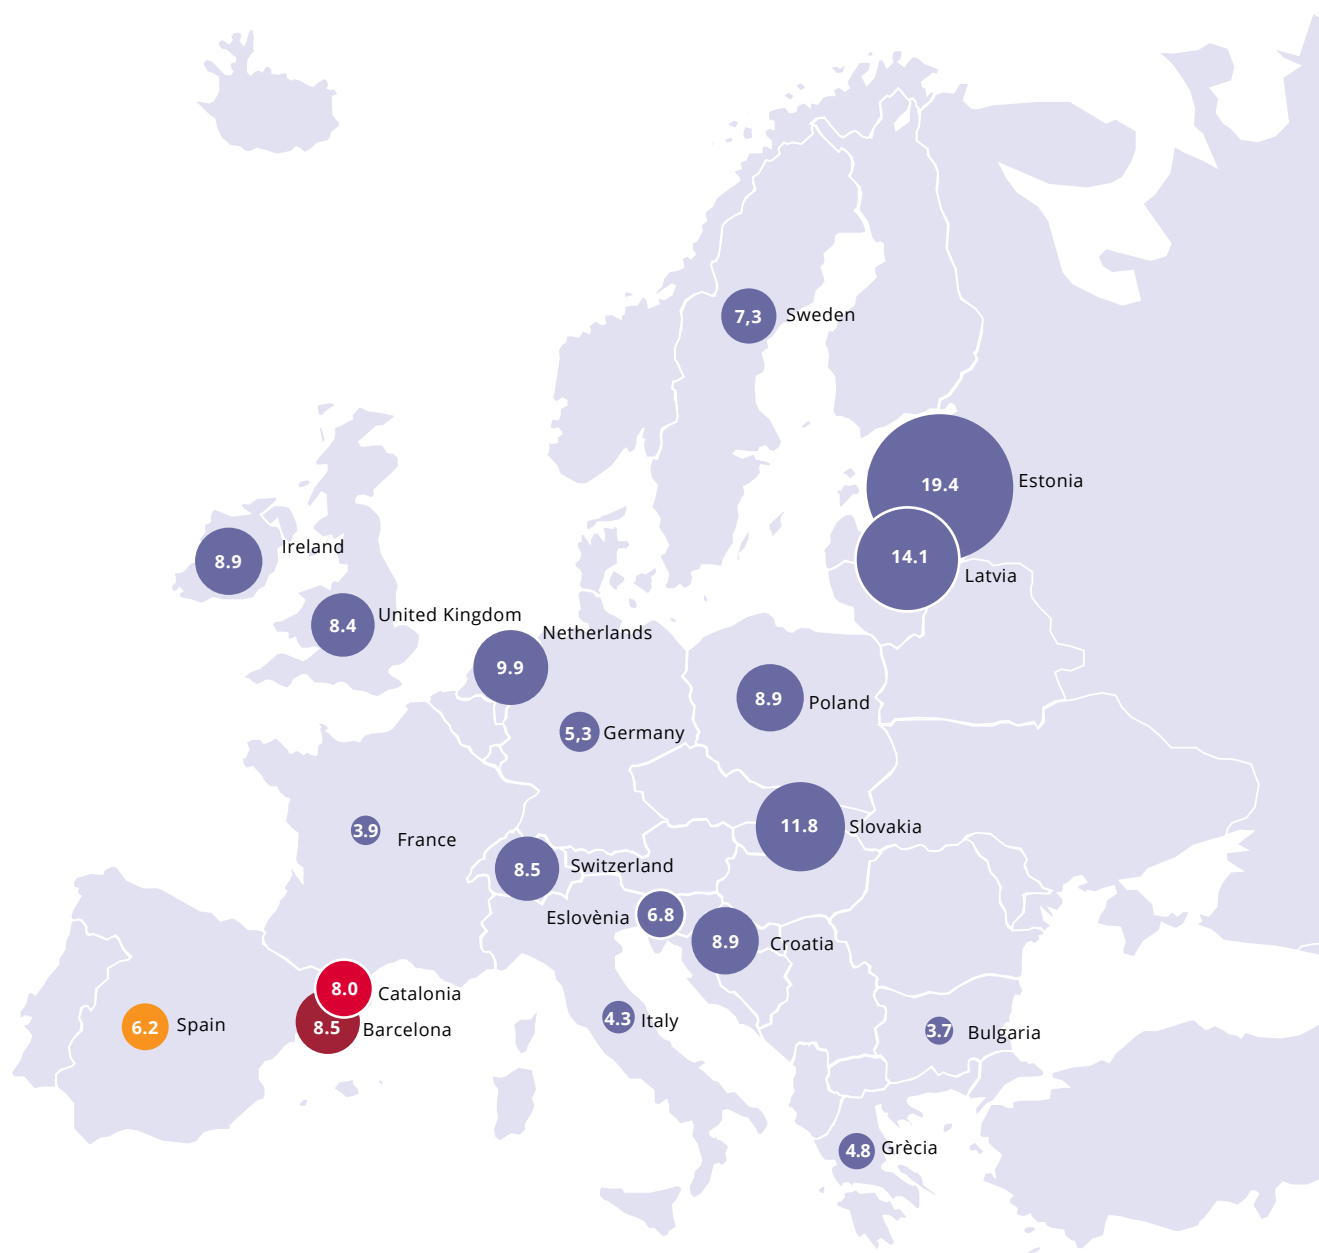 7,3 Sweden
19.4 Estonia
14.1
Latvia
Ireland
8.9
United Kingdom
8.4
Netherlands
9.9
8.9 Poland
5,3 Germany
11.8 Slovakia
3.9
France
8.5 Switzerland
Eslovènia 6.8
8.9 Croatia
8.0 Catalonia
8.5 Barcelona
6.2 Spain
4.3 Italy
3.7 Bulgaria
4.8 Grècia